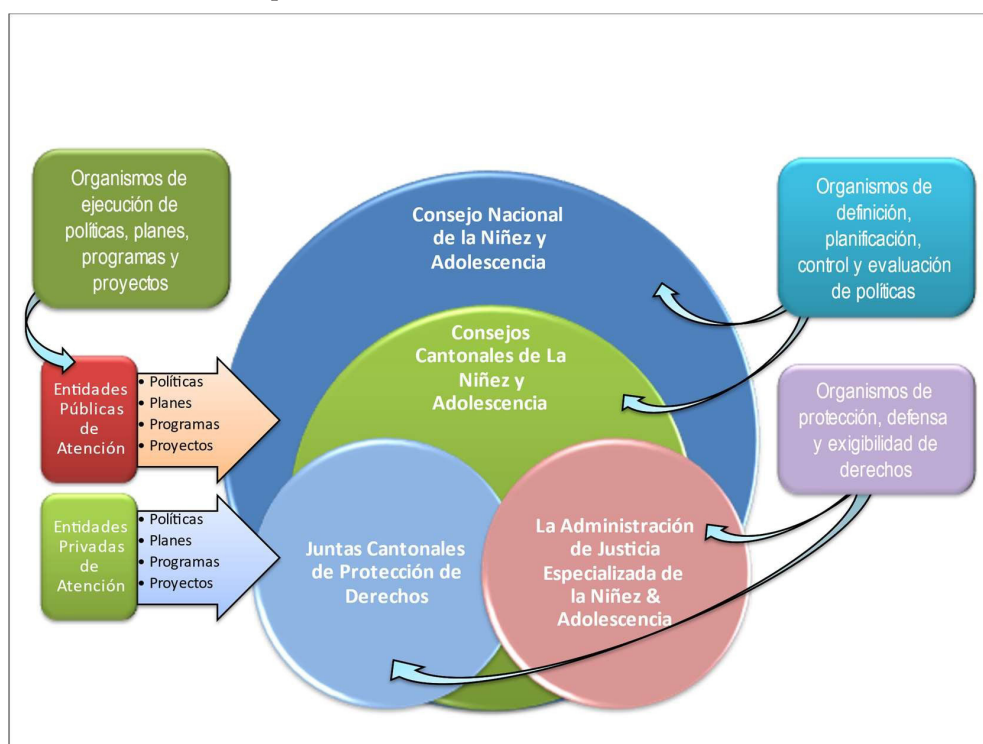 Organismos de
ejecución de
políticas, planes,
programas y
proyectos
Consejo Nacional
de la Niñez y
Adolescencia
Organismos de
definición,
planificación,
control y evaluación
de políticas
Consejos
Cantonales de La
Niñez y
Adolescencia
Entidades
Públicas
de
Atención
• Políticas
• Planes
• Programas
• Proyectos
Organismos de
protección, defensa
y exigibilidad de
derechos
Entidades
Privadas
de
Atención
• Políticas
• Planes
• Programas
• Proyectos
Juntas Cantonales
de Protección de
Derechos
La Administración
de Justicia
Especializada de
la Niñez &
Adolescencia